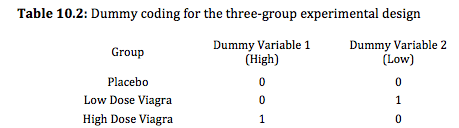 Table 10.2: Dummy coding for the three-group experimental design
Group Dummy Variable 1 (High) Dummy Variable 2 (Low)
Placebo 0 0
Low Dose Viagra 0 1
High Dose Viagra 1 0